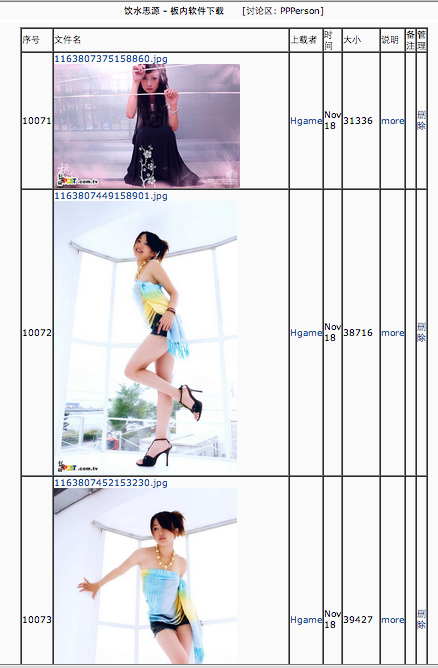 饮水思源 - 板内软件下载 [讨论区: PPPerson]
序号 文件名 上载者 时间 大小 说明 备注 管理
1163807375158860.jpg
10071 Hgame Nov 18 31336 more 删除
POST.com.tv
1163807449158901.jpg
10072 Hgame Nov 18 38716 more 删除
POST.com.tv
1163807452153230.jpg
10073 Hgame Nov 18 39427 more 删除